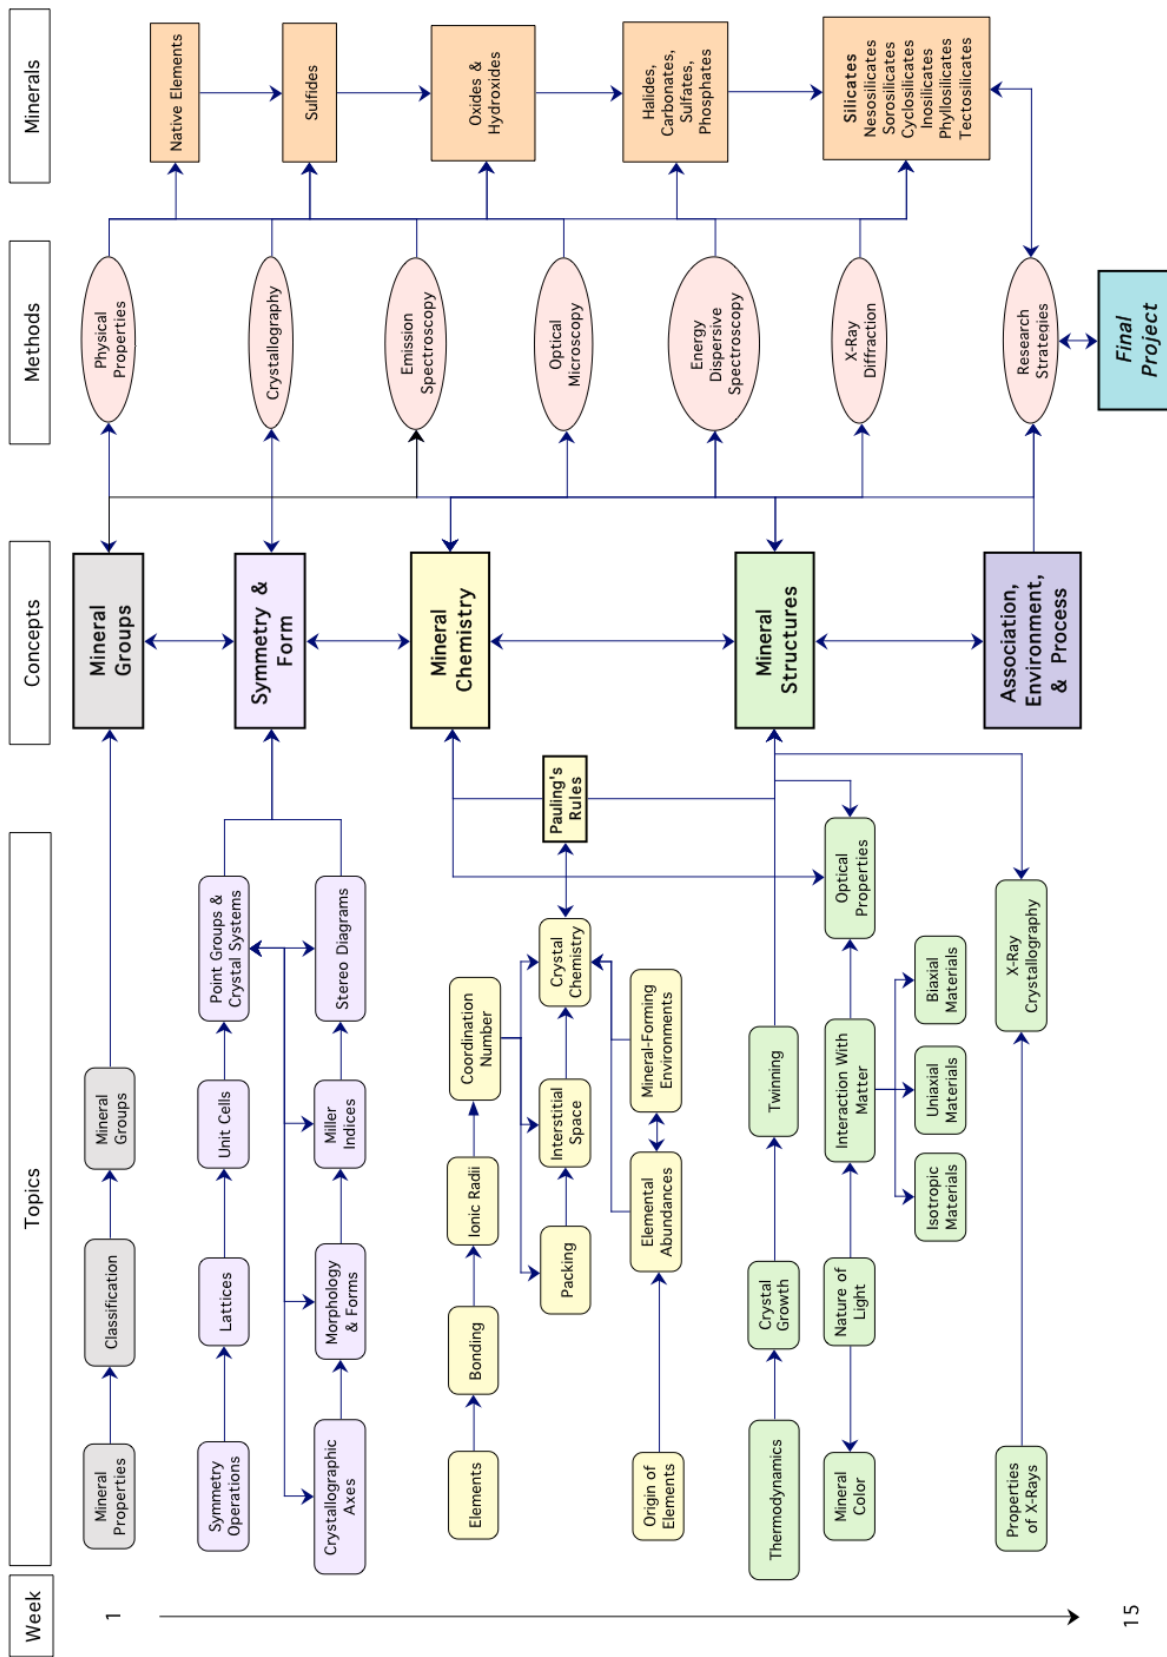 Week
Topics
Concepts
Methods
Minerals
1
15
Mineral
Properties
Classification
Mineral
Groups
Mineral
Groups
Physical
Properties
Native Elements
Symmetry
Operations
Lattices
Unit Cells
Point Groups &
Crystal Systems
Crystallographic
Axes
Morphology
& Forms
Miller
Indices
Stereo Diagrams
Symmetry &
Form
Crystallography
Sulfides
Elements
Bonding
Ionic Radii
Coordination
Number
Packing
Interstitial
Space
Crystal
Chemistry
Pauling's
Rules
Origin of
Elements
Elemental
Abundances
Mineral-Forming
Environments
Mineral
Chemistry
Emission
Spectroscopy
Optical
Microscopy
Oxides &
Hydroxides
Thermodynamics
Crystal
Growth
Twinning
Mineral
Color
Nature of
Light
Interaction With
Matter
Optical
Properties
Isotropic
Materials
Uniaxial
Materials
Biaxial
Materials
Properties
of X-Rays
X-Ray
Crystallography
Mineral
Structures
Energy
Dispersive
Spectroscopy
X-Ray
Diffraction
Halides,
Carbonates,
Sulfates,
Phosphates
Silicates
Nesosilicates
Sorosilicates
Cyclosilicates
Inosilicates
Phyllosilicates
Tectosilicates
Association,
Environment,
& Process
Research
Strategies
Final
Project